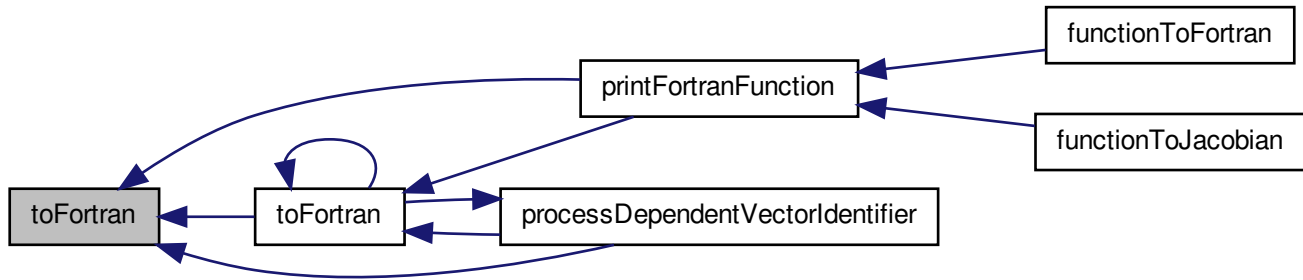 functionToFortran
printFortranFunction
functionToJacobian
toFortran
toFortran
processDependentVectorIdentifier